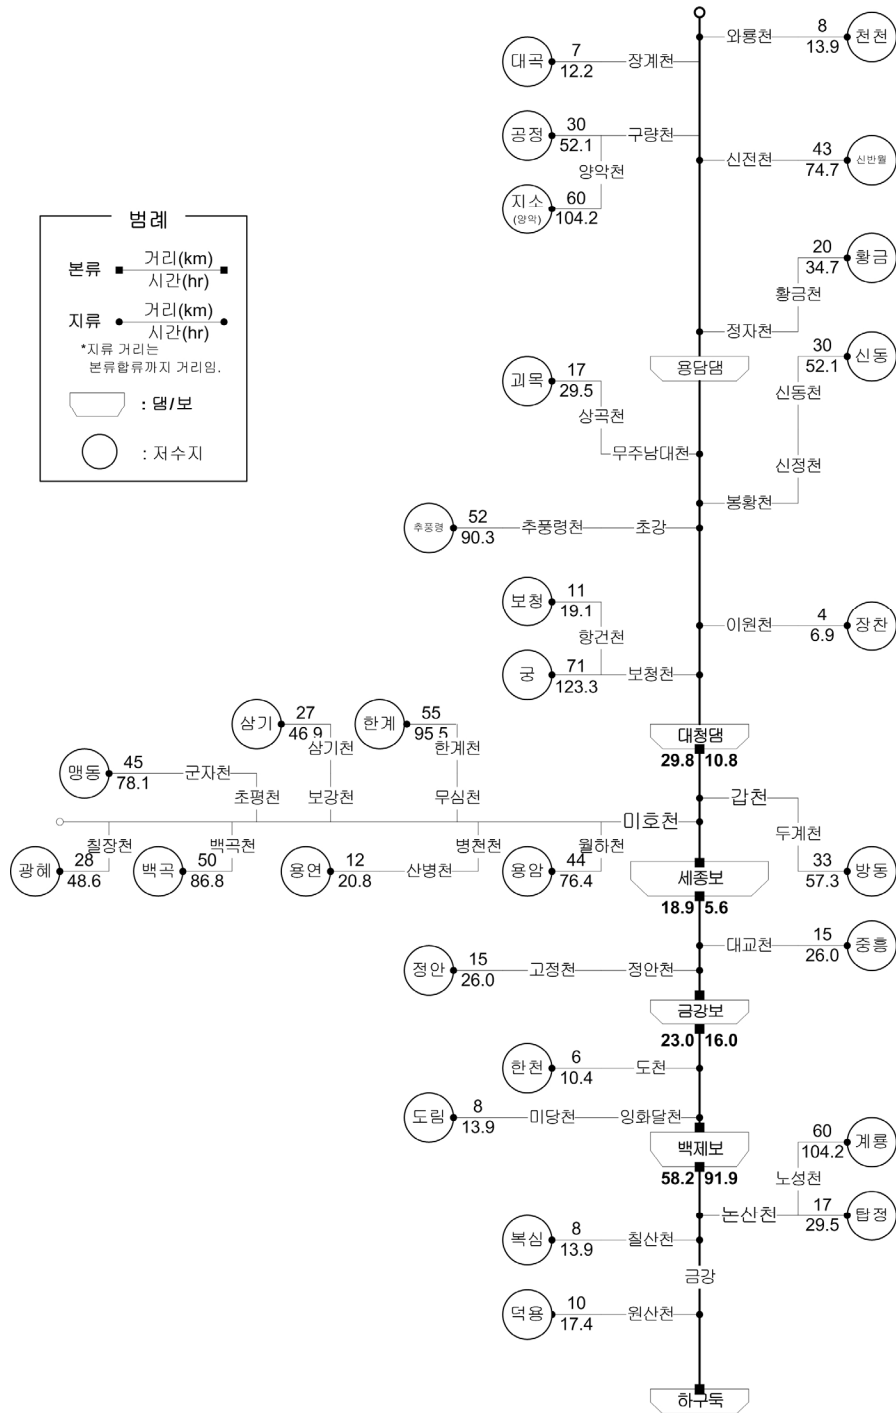 와룡천
8
13.9
천천
대곡
7
12.2
장계천
공정
30
52.1
구량천
양악천
지소
(양악)
60
104.2
신전천
43
74.7
신반월
범례
본류
거리(km)
시간(hr)
지류
거리(km)
시간(hr)
*지류 거리는
본류합류까지 거리임.
: 댐/보
: 저수지
20
34.7
황금
황금천
정자천
용담댐
30
52.1
신동
신동천
신정천
봉황천
괴목
17
29.5
상곡천
무주남대천
추풍령
52
90.3
추풍령천
초강
보청
11
19.1
항건천
이원천
4
6.9
장찬
궁
71
123.3
보청천
삼기
27
46.9
삼기천
보강천
한계
55
95.5
한계천
무심천
대청댐
29.8 10.8
맹동
45
78.1
군자천
초평천
갑천
두계천
33
57.3
방동
미호천
칠장천
광혜
28
48.6
백곡천
백곡
50
86.8
병천천
용연
12
20.8
산병천
월하천
용암
44
76.4
세종보
18.9 5.6
대교천
15
26.0
중흥
정안
15
26.0
고정천
정안천
금강보
23.0 16.0
한천
6
10.4
도천
도림
8
13.9
미당천
잉화달천
백제보
58.2 91.9
60
104.2
계룡
노성천
논산천
17
29.5
탑정
복심
8
13.9
칠산천
금강
덕용
10
17.4
원산천
하구둑